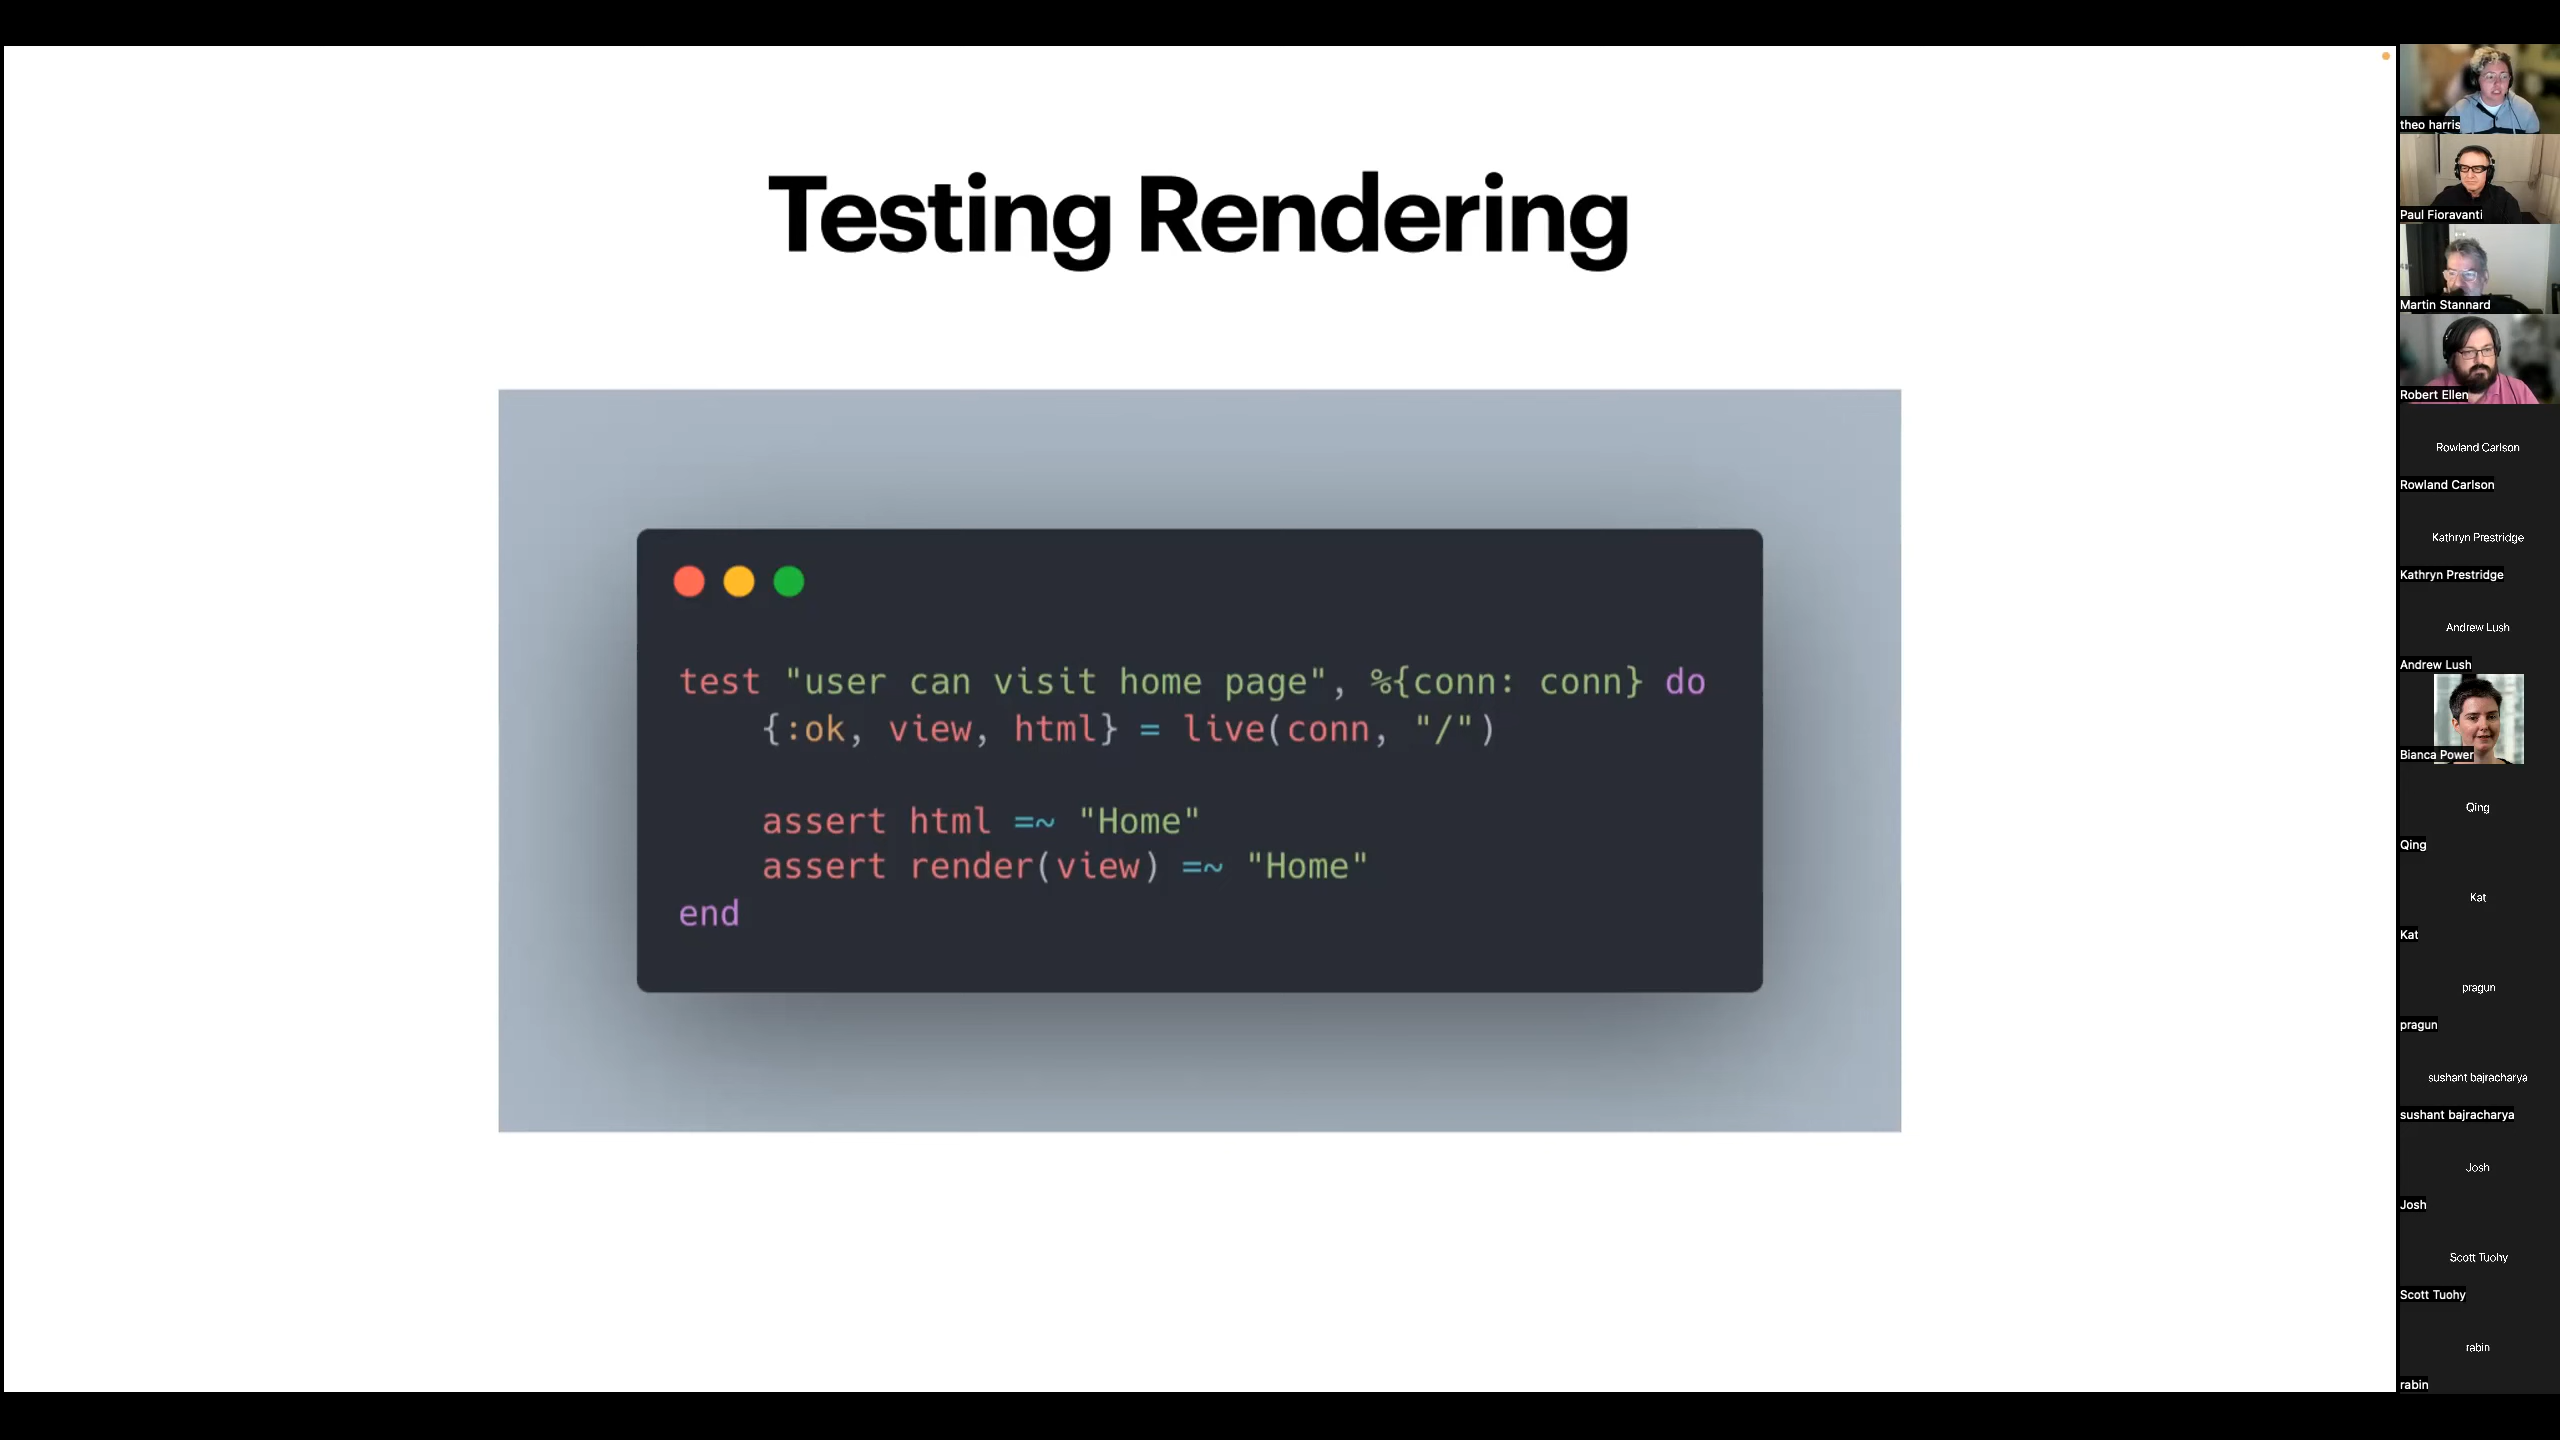 Testing Rendering
test "user can visit home page", %{conn: conn} do
    {:ok, view, html} = live(conn, "/")
    assert html =~ "Home"
    assert render(view) =~ "Home"
end
theo harris
Paul Fioravanti
Martin Stannard
Robert Ellen
Rowland Carlson
Rowland Carlson
Kathryn Prestridge
Kathryn Prestridge
Andrew Lush
Andrew Lush
Bianca Power
Qing
Qing
Kat
Kat
pragun
pragun
sushant bajracharya
sushant bajracharya
Josh
Josh
Scott Tuohy
Scott Tuohy
rabin
rabin